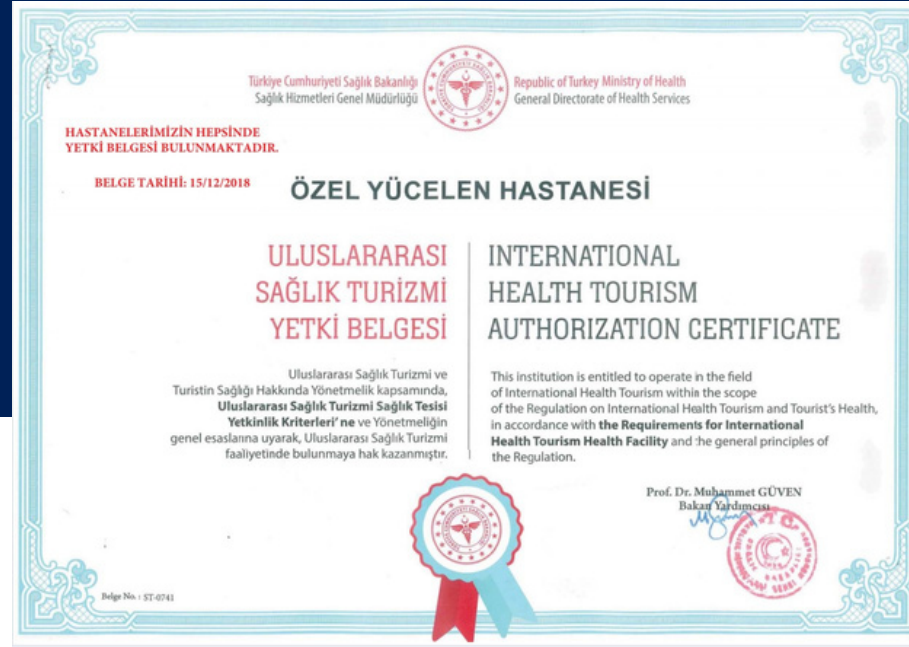 Türkiye Cumhuriyeti Sağlık Bakanlığı
Sağlık Hizmetleri Genel Müdürlüğü
Republic of Turkey Ministry of Health
General Directorate of Health Services
HASTANELERİMİZİN HEPSİNDE
YETKİ BELGESİ BULUNMAKTADIR.
BELGE TARİHİ: 15/12/2018
ÖZEL YÜCELEN HASTANESİ
ULUSLARARASI
SAĞLIK TURİZMİ
YETKİ BELGESİ
Uluslararası Sağlık Turizmi ve
Turistin Sağlığı Hakkında Yönetmelik kapsamında,
Uluslararası Sağlık Turizmi Sağlık Tesisi
Yetkinlik Kriterleri' ne ve Yönetmeliğin
genel esaslarına uyarak, Uluslararası Sağlık Turizmi
faaliyetinde bulunmaya hak kazanmıştır.
INTERNATIONAL
HEALTH TOURISM
AUTHORIZATION CERTIFICATE
This institution is entitled to operate in the field
of International Health Tourism within the scope
of the Regulation on International Health Tourism and Tourist's Health,
in accordance with the Requirements for International
Health Tourism Health Facility and the general principles of
the Regulation.
Prof. Dr. Muhammet GÜVEN
Bakan Yardımcısı
Belge No. : ST-0741